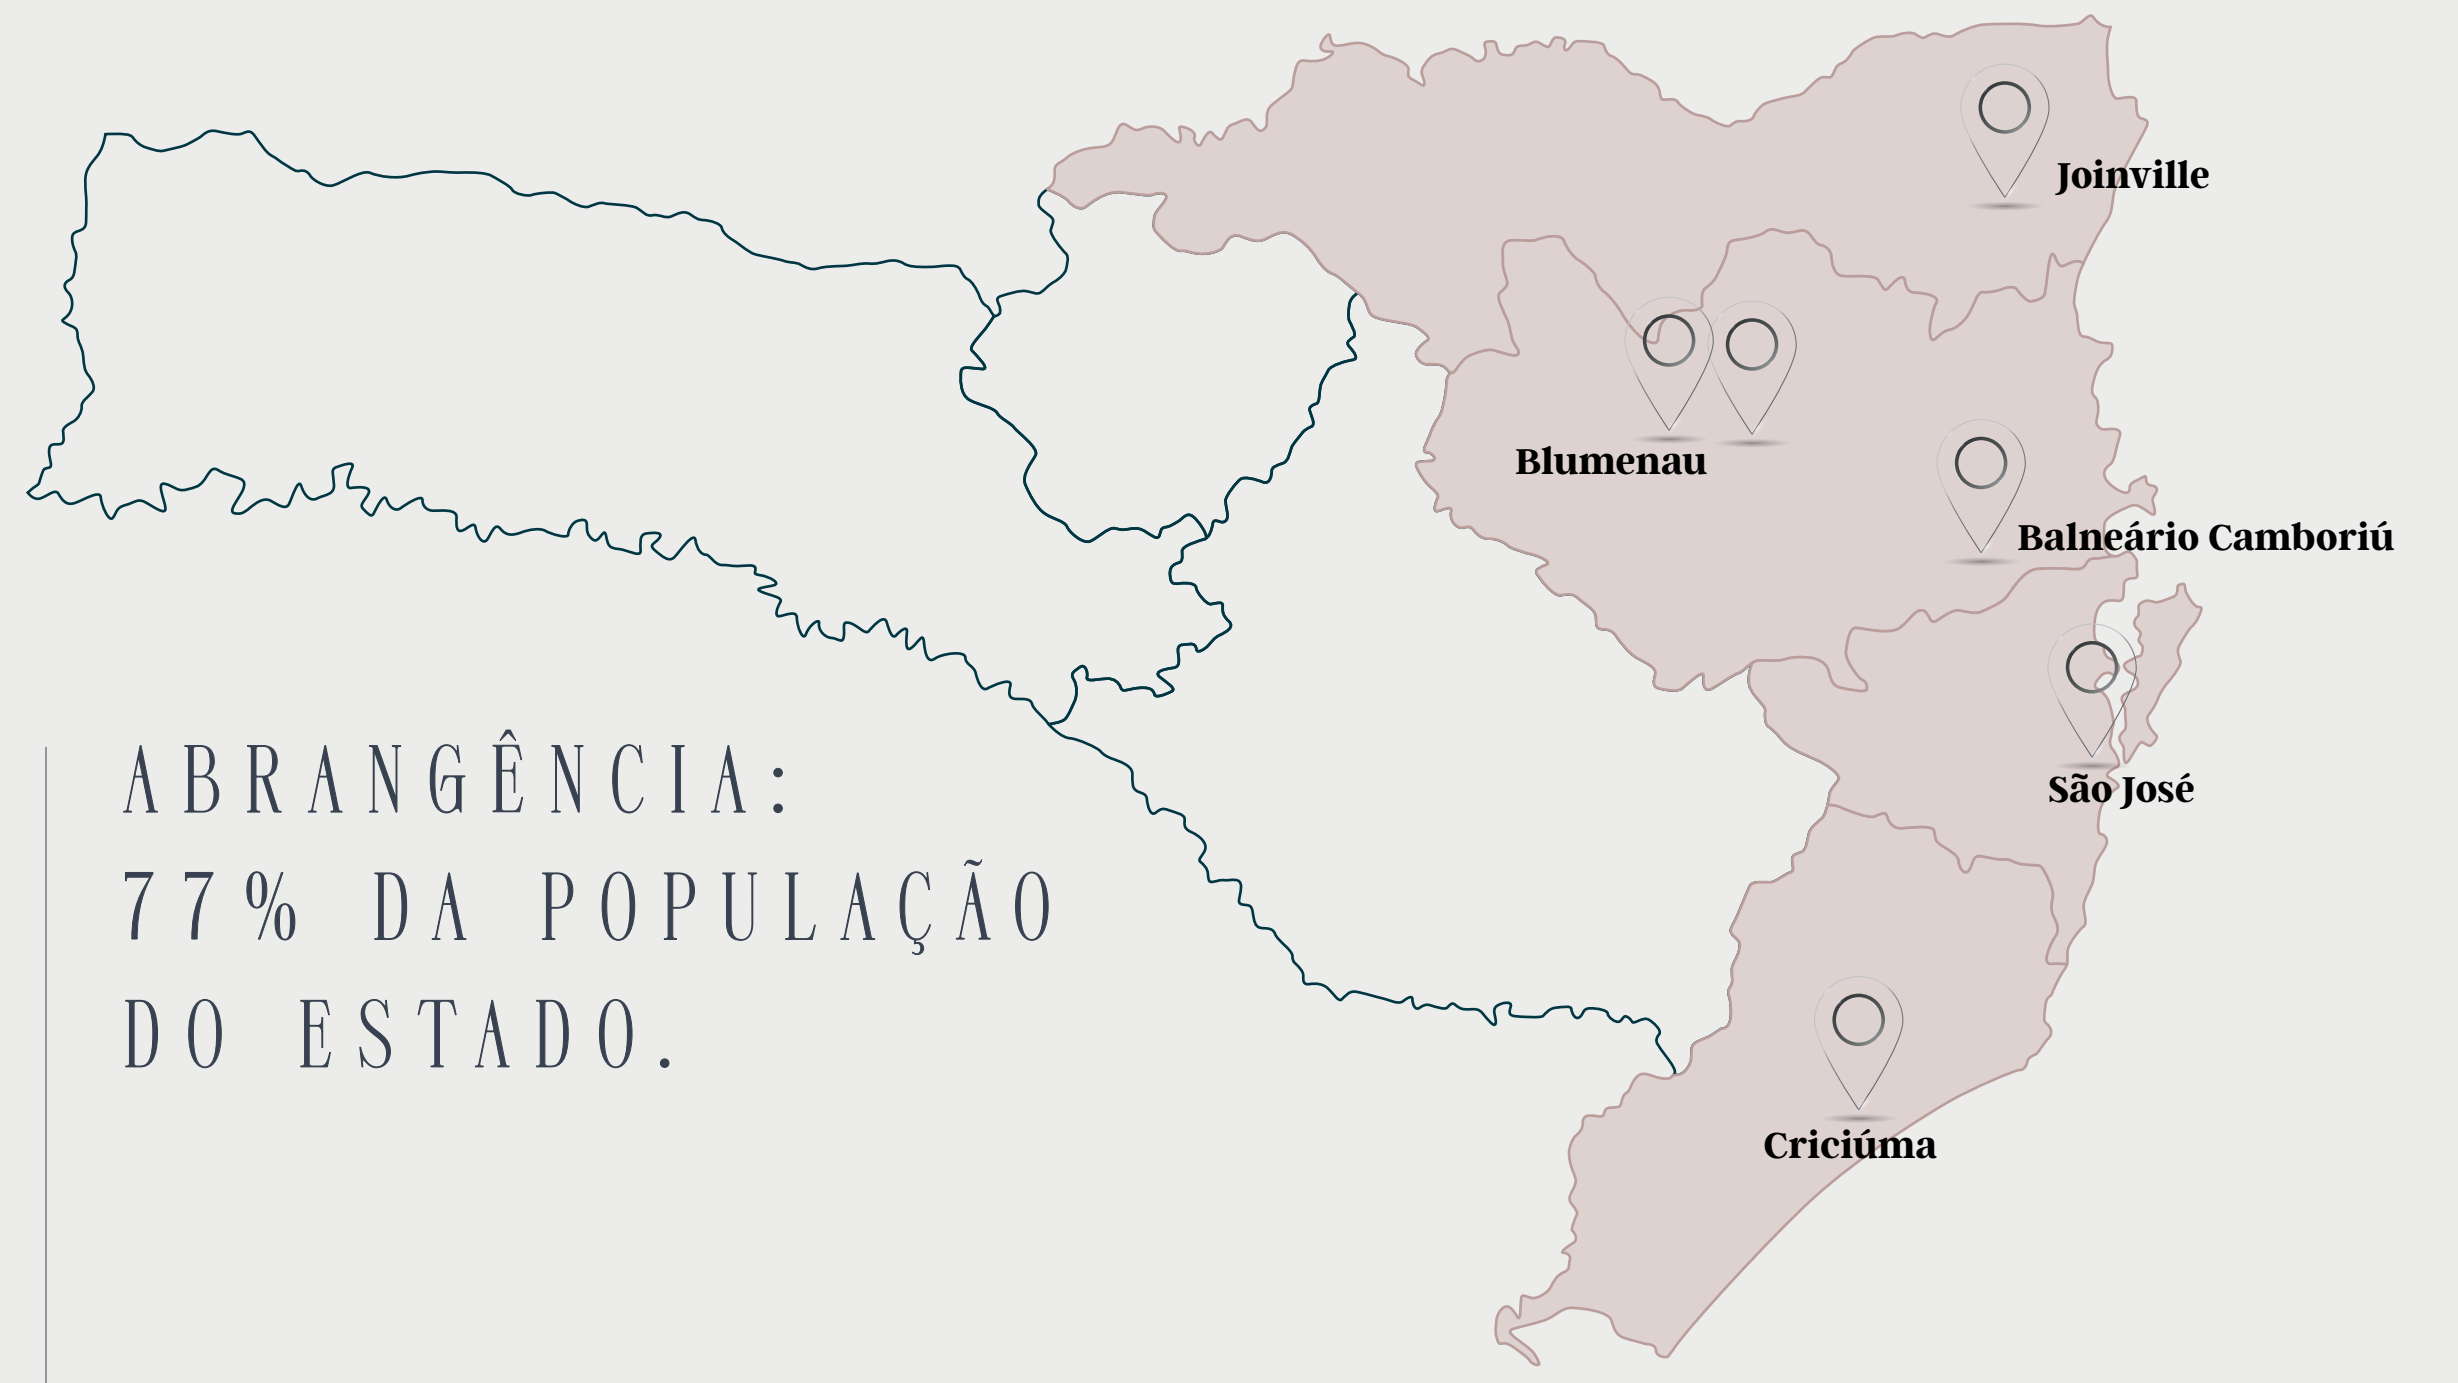 Joinville
Blumenau
Balneário Camboriú
São José
Criciúma
ABRANGÊNCIA:
77% DA POPULAÇÃO
DO ESTADO.